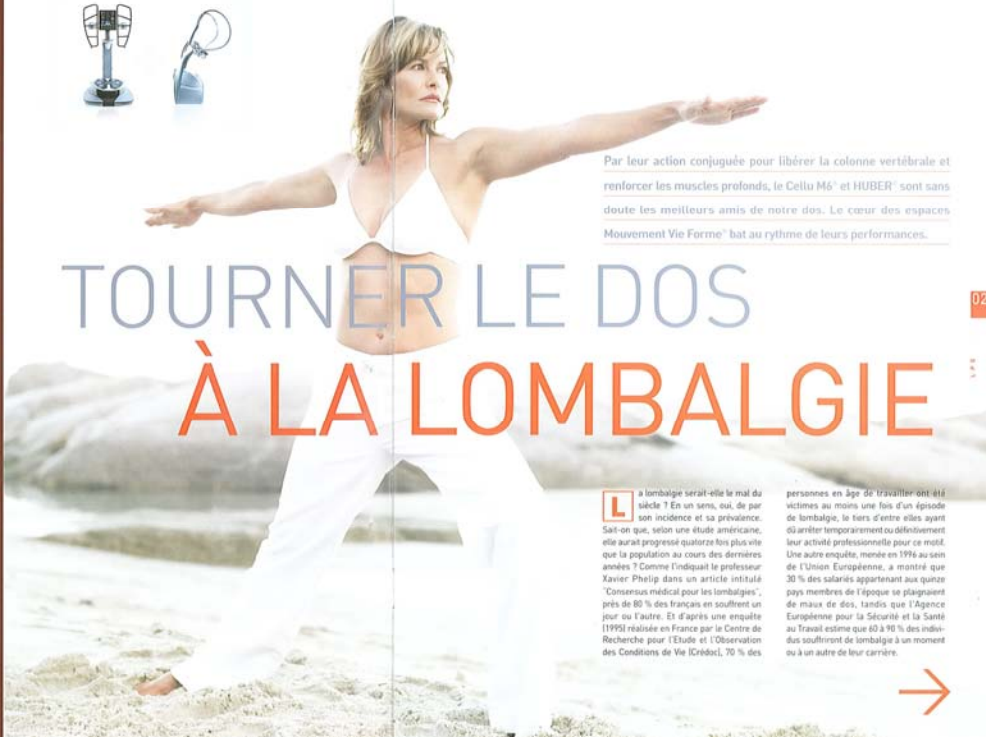 Par leur action conjuguée pour libérer la colonne vertébrale et
renforcer les muscles profonds, le Cellu M6® et HUBER® sont sans
doute les meilleurs amis de notre dos. Le cœur des espaces
Mouvement Vie Forme® bat au rythme de leurs performances.
TOURNER LE DOS
À LA LOMBALGIE
02
La lombalgie serait-elle le mal du
siècle ? En un sens, oui, de par
son incidence et sa prévalence.
Sait-on que, selon une étude américaine,
elle aurait progressé quatorze fois plus vite
que la population au cours des dernières
années ? Comme l'indiquait le professeur
Xavier Phelip dans un article intitulé
"Consensus médical pour les lombalgies",
près de 80 % des français en souffrent un
jour ou l'autre. Et d'après une enquête
(1995) réalisée en France par le Centre de
Recherche pour l'Etude et l'Observation
des Conditions de Vie (Crédoc), 70 % des
personnes en âge de travailler ont été
victimes au moins une fois d'un épisode
de lombalgie, le tiers d'entre elles ayant
dû arrêter temporairement ou définitivement
leur activité professionnelle pour ce motif.
Une autre enquête, menée en 1996 au sein
de l'Union Européenne, a montré que
30 % des salariés appartenant aux quinze
pays membres de l'époque se plaignaient
de maux de dos, tandis que l'Agence
Européenne pour la Sécurité et la Santé
au Travail estime que 60 à 90 % des indivi-
dus souffriront de lombalgie à un moment
ou à un autre de leur carrière.